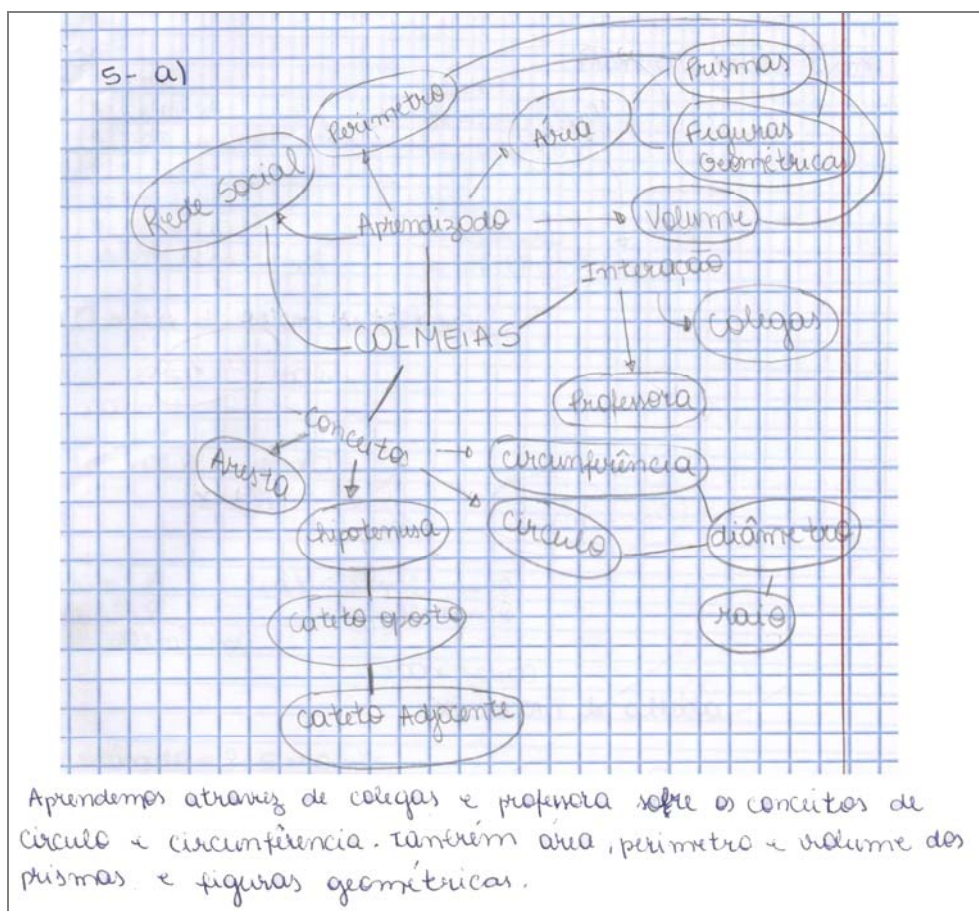 5- a)
Perímetro
Prismas
Área
Figuras
Geométricas
Rede Social
Aprendizado
Volume
Interação
COLMEIAS
Colegas
Professora
Conceitos
Aresta
circunferência
hipotenusa
Círculo
diâmetro
Cateto oposto
raio
Cateto Adjacente
Aprendemos atravez de colegas e professora sobre os conceitos de
círculo e circunferência. também área, perimetro e volume dos
prismas e figuras geométricas.